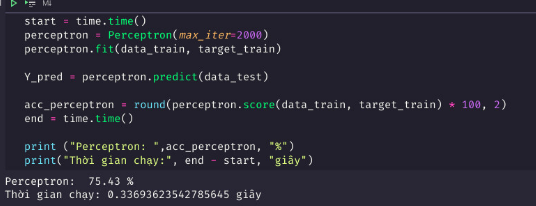 M4
start = time.time()
perceptron = Perceptron(max_iter=2000)
perceptron.fit(data_train, target_train)
Y_pred = perceptron.predict(data_test)
acc_perceptron = round(perceptron.score(data_train, target_train) * 100, 2)
end = time.time()
print ("Perceptron: ",acc_perceptron, "%")
print("Thời gian chạy:", end - start, "giây")
Perceptron:  75.43 %
Thời gian chạy: 0.33693623542785645 giây